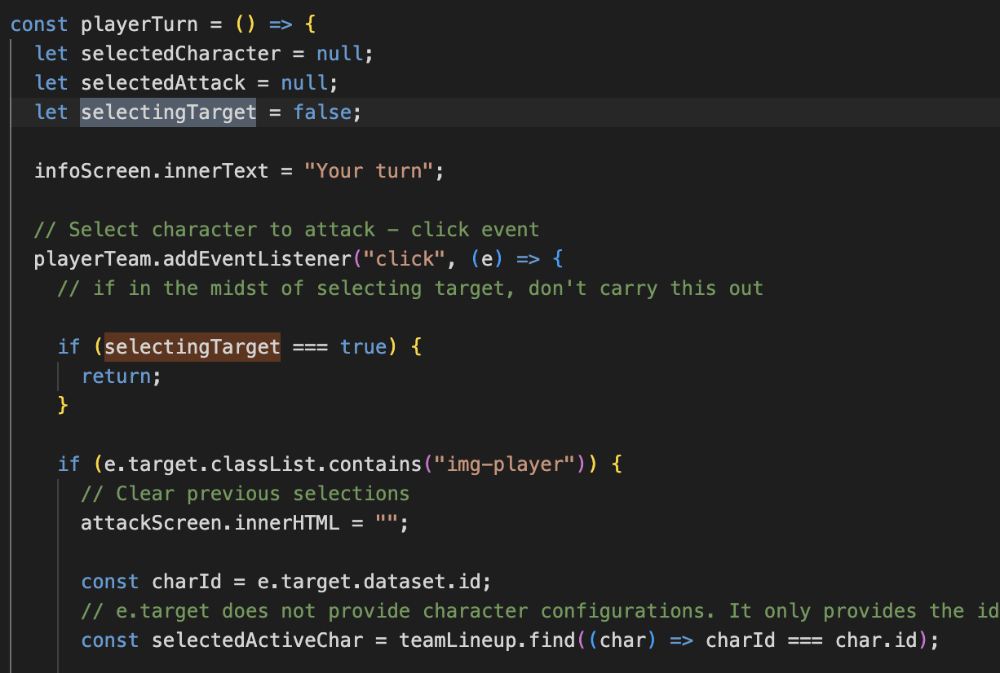 const playerTurn = () => {
let selectedCharacter = null;
let selectedAttack = null;
let selectingTarget = false;
infoScreen.innerText = "Your turn";
// Select character to attack – click event
playerTeam.addEventListener("click", (e) => {
// if in the midst of selecting target, don't carry this out
if (selectingTarget === true) {
return;
}
if (e.target.classList.contains("img-player")) {
// Clear previous selections
attackScreen.innerHTML = "";
const charId = e.target.dataset.id;
// e.target does not provide character configurations. It only provides the id
const selectedActiveChar = teamLineup.find((char) => charId === char.id);